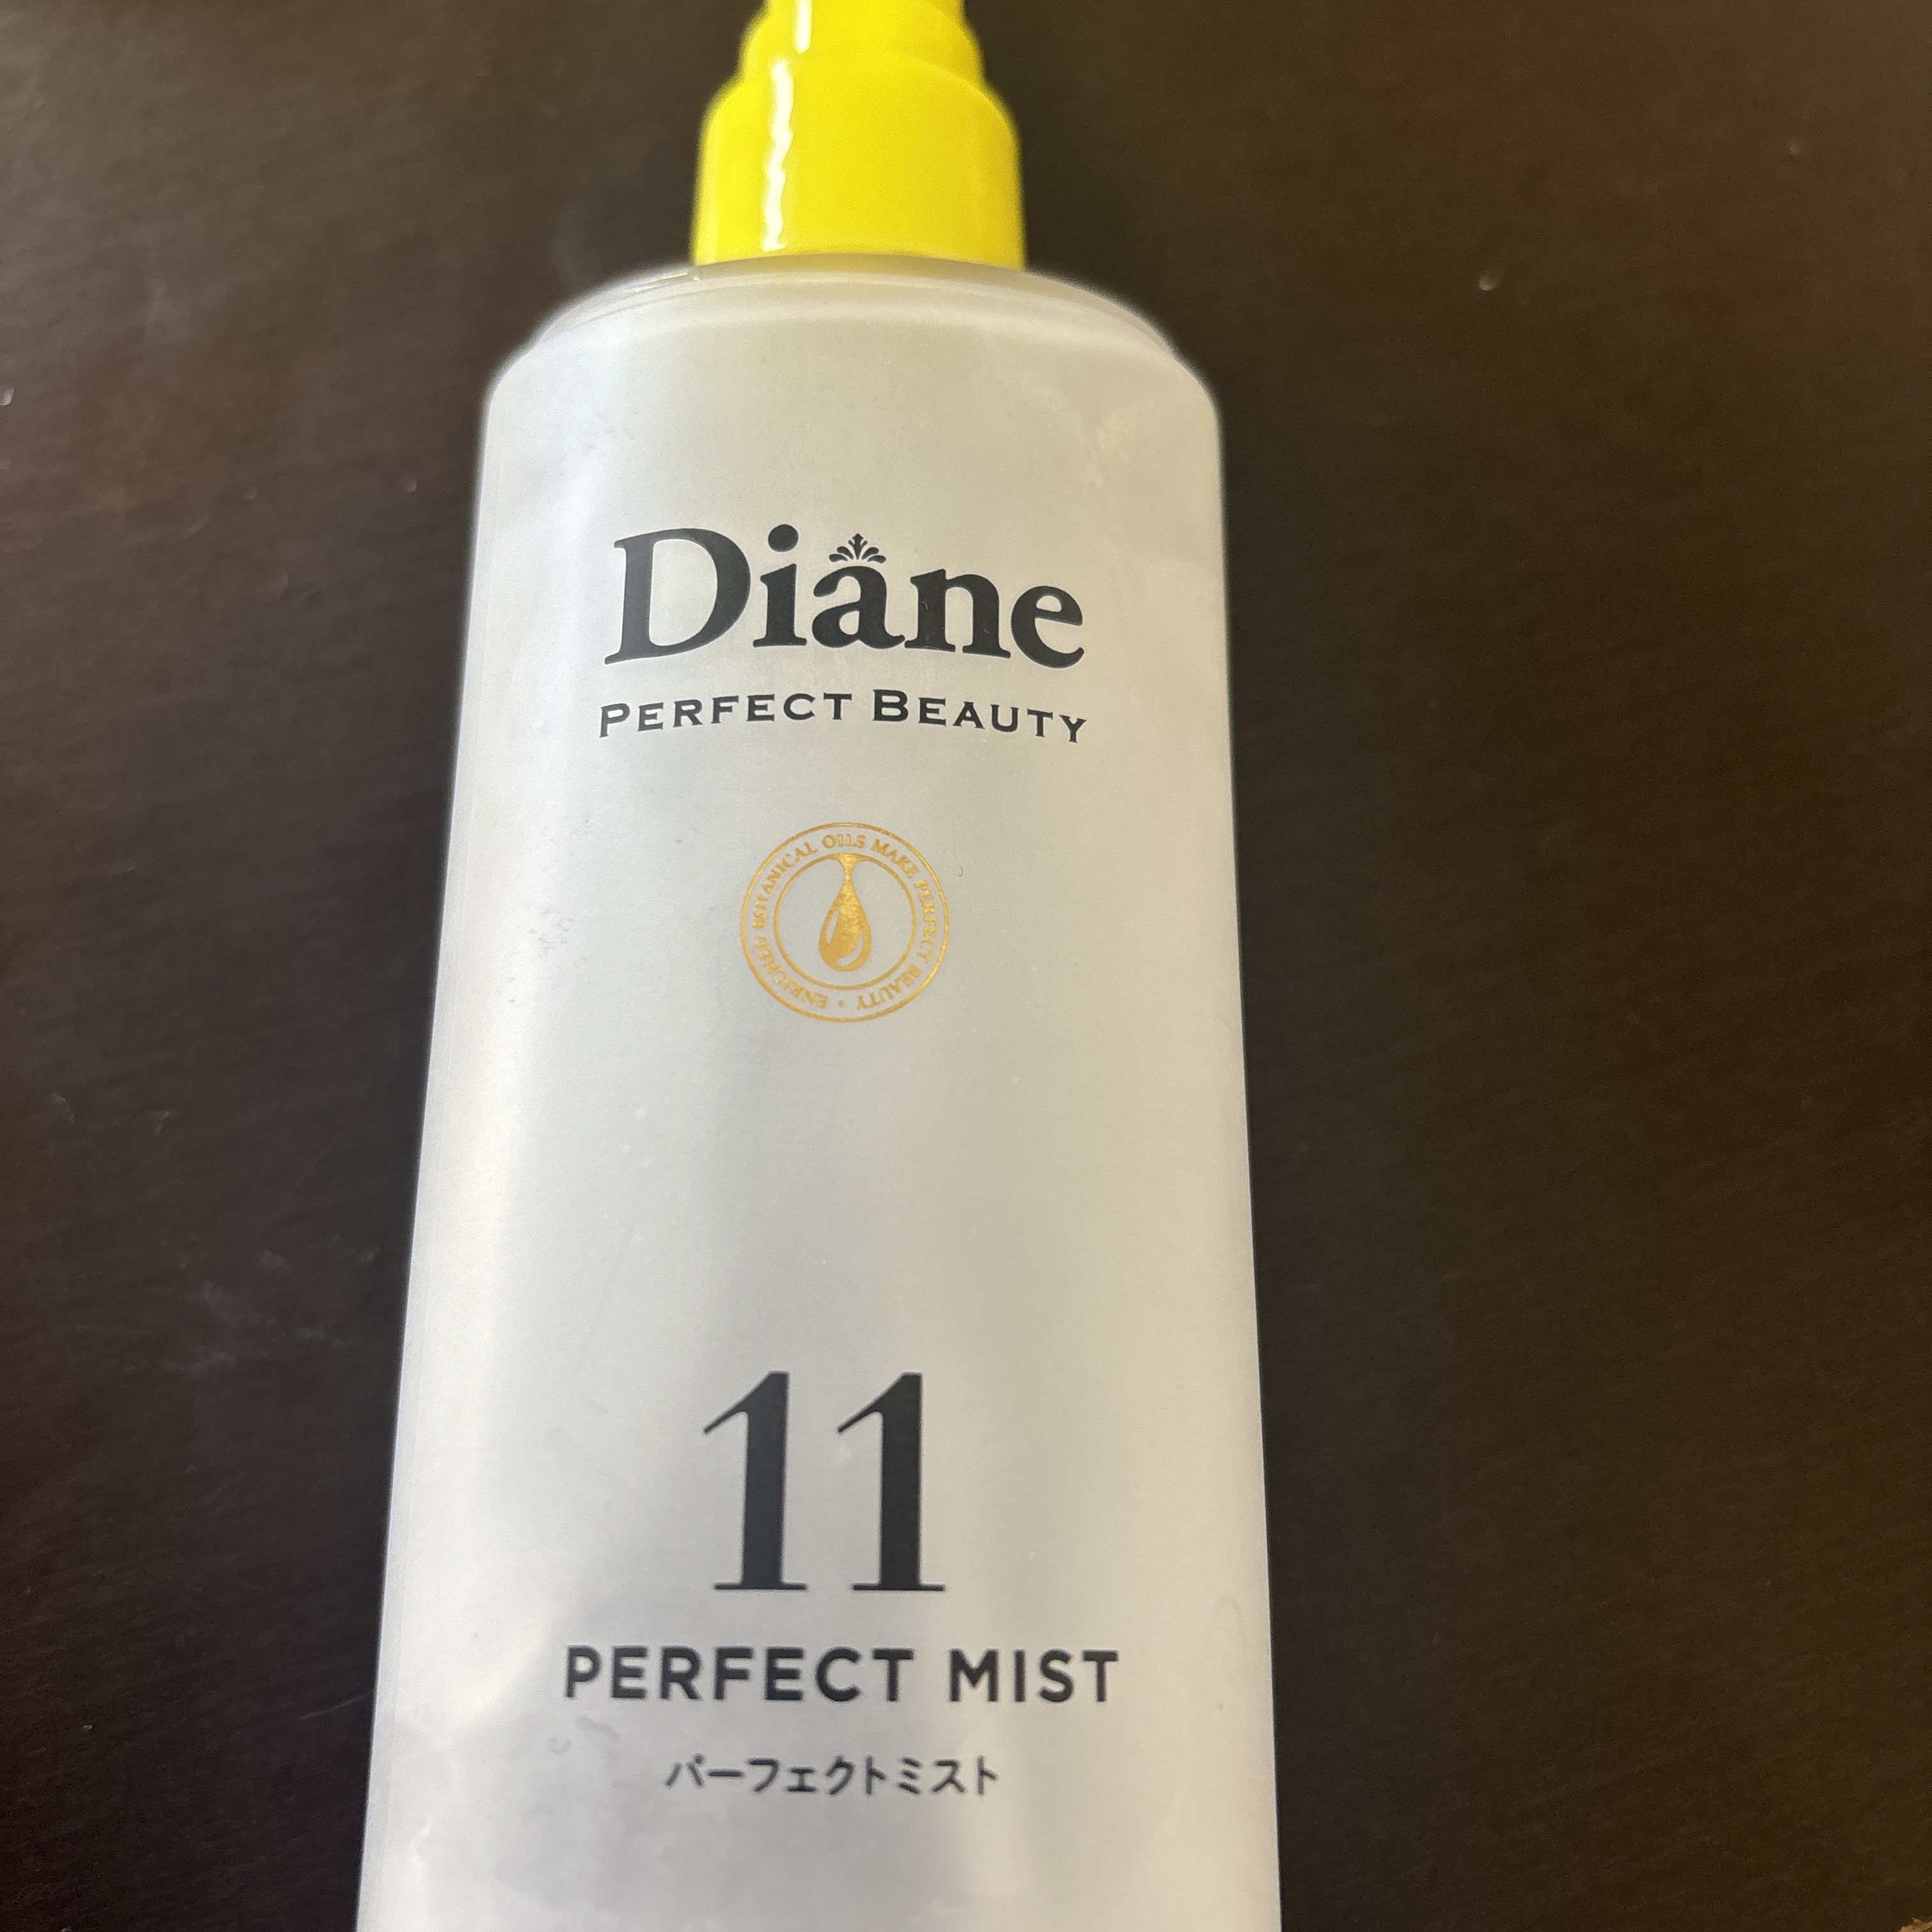 Diane
PERFECT BEAUTY
ENRICHED BOTANICAL OILS MAKE PERFECT BEAUTY •
11
PERFECT MIST
パーフェクトミスト